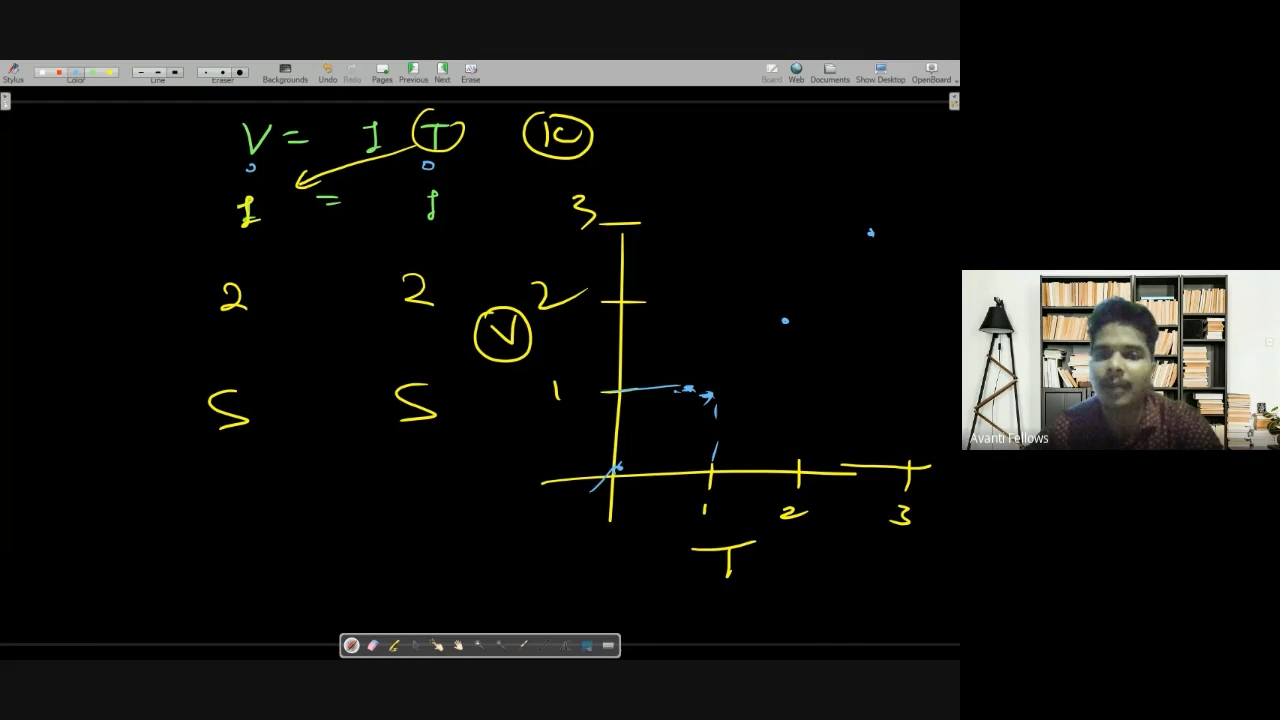 Stylus Color Line Eraser Backgrounds Undo Redo Pages Previous Next Erase Board Web Documents Show Desktop OpenBoard
V = 1 T 10
o o
1 = 1
3
2 2 2
V
1
S S
1 2 3
T
Avanti Fellows